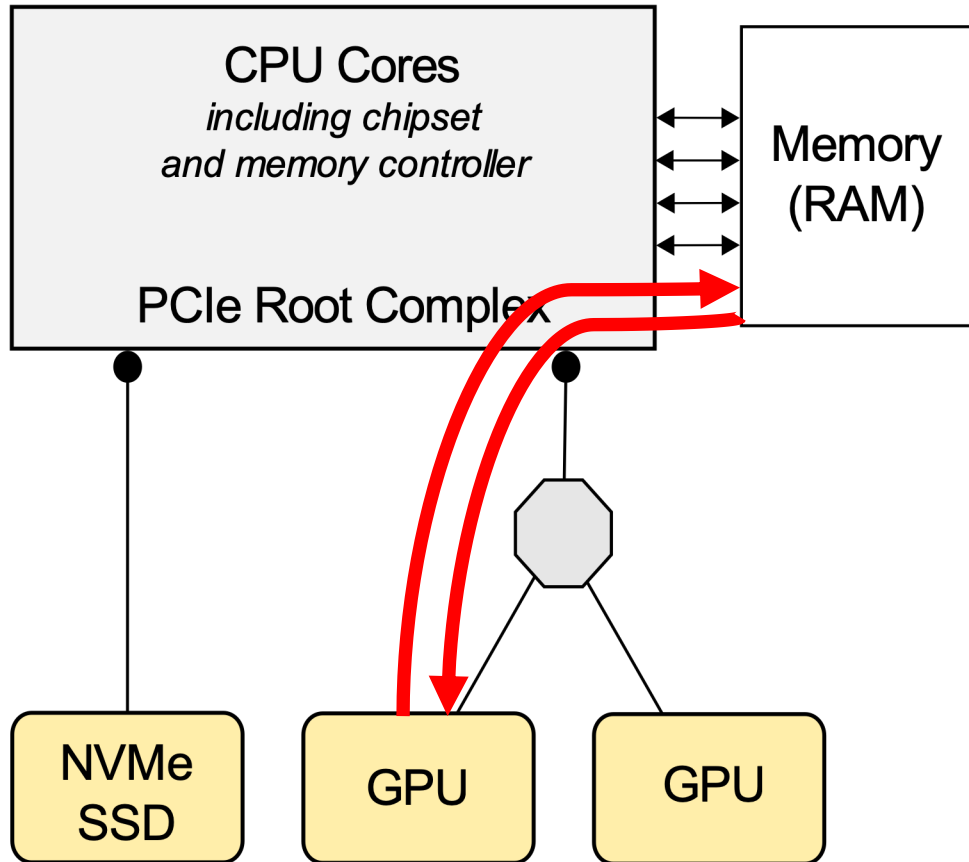 CPU Cores
including chipset
and memory controller
PCIe Root Complex
Memory
(RAM)
NVMe
SSD
GPU
GPU